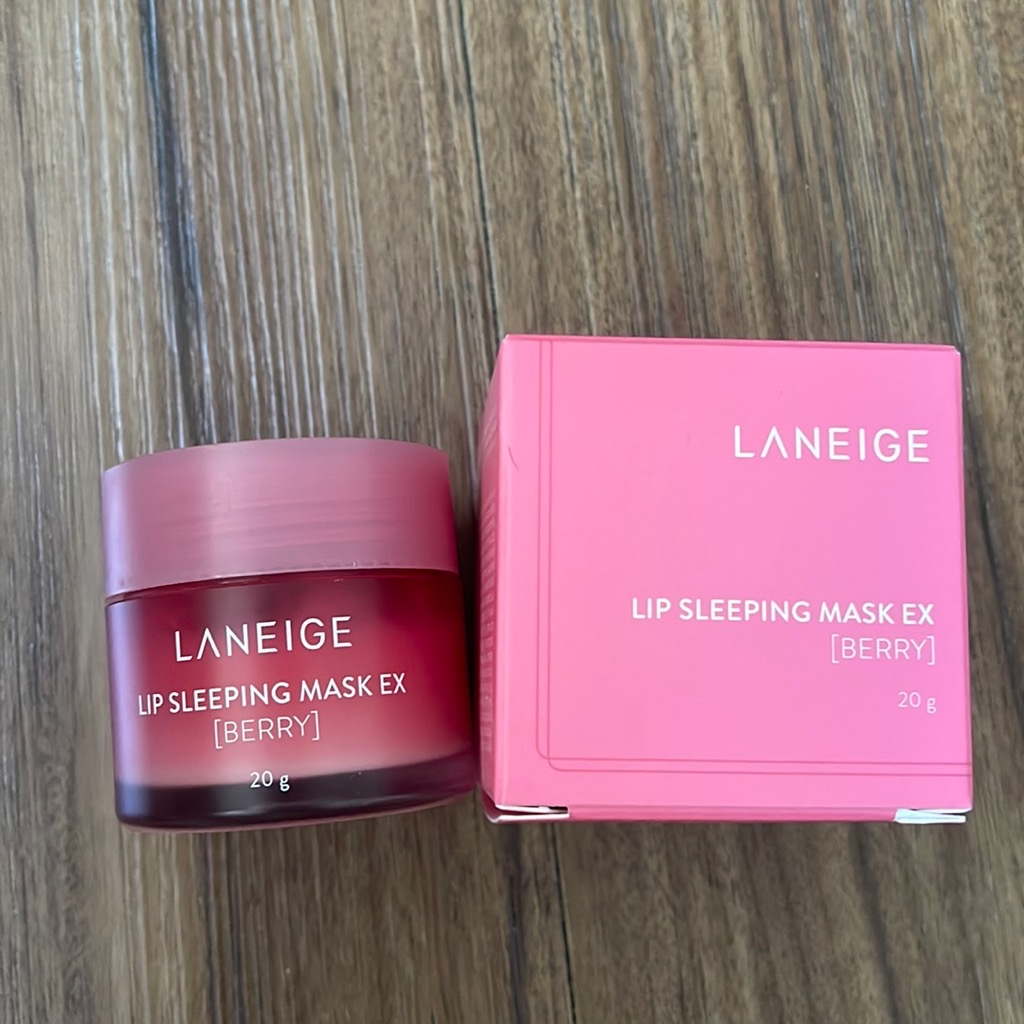 LANEIGE
LIP SLEEPING MASK EX
[BERRY]
20 g
LANEIGE
LIP SLEEPING MASK EX
[BERRY]
20 g